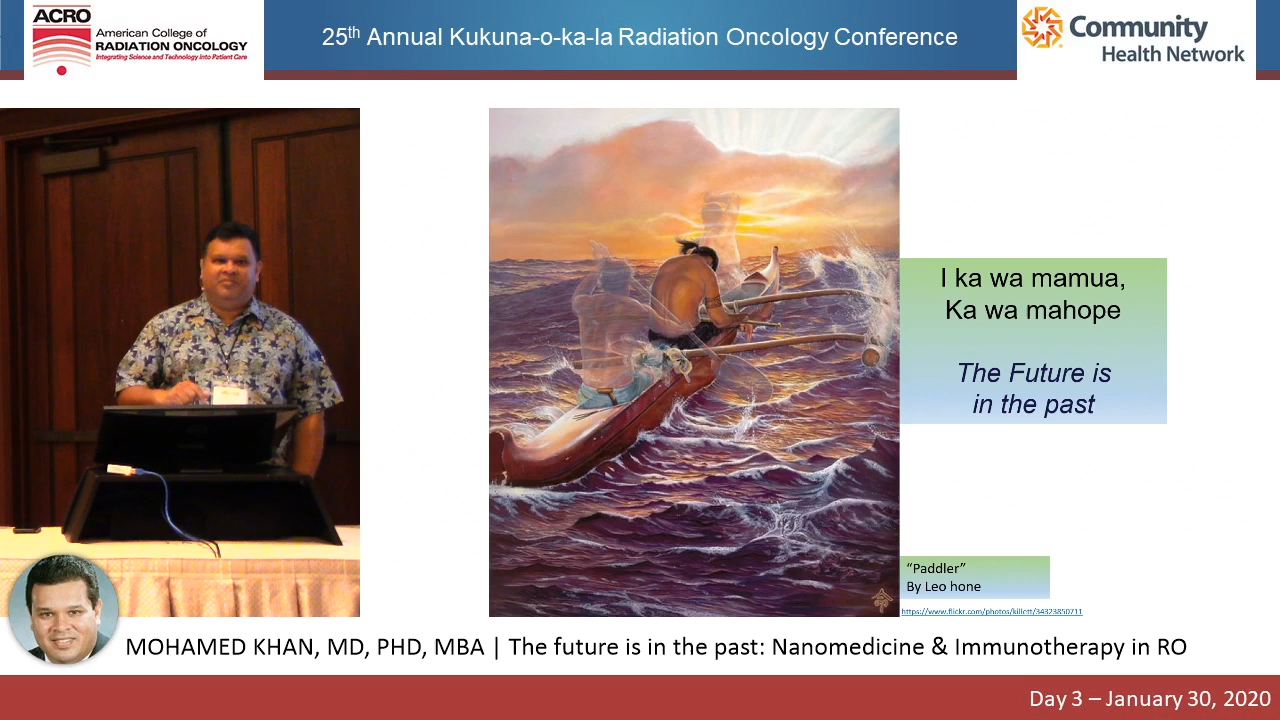 ACRO
American College of
RADIATION ONCOLOGY
Integrating Science and Technology Into Patient Care
25th Annual Kukuna-o-ka-la Radiation Oncology Conference
Community
Health Network
I ka wa mamua,
Ka wa mahope
The Future is
in the past
“Paddler”
By Leo hone
https://www.flickr.com/photos/killett/34323850711
MOHAMED KHAN, MD, PHD, MBA | The future is in the past: Nanomedicine & Immunotherapy in RO
Day 3 – January 30, 2020